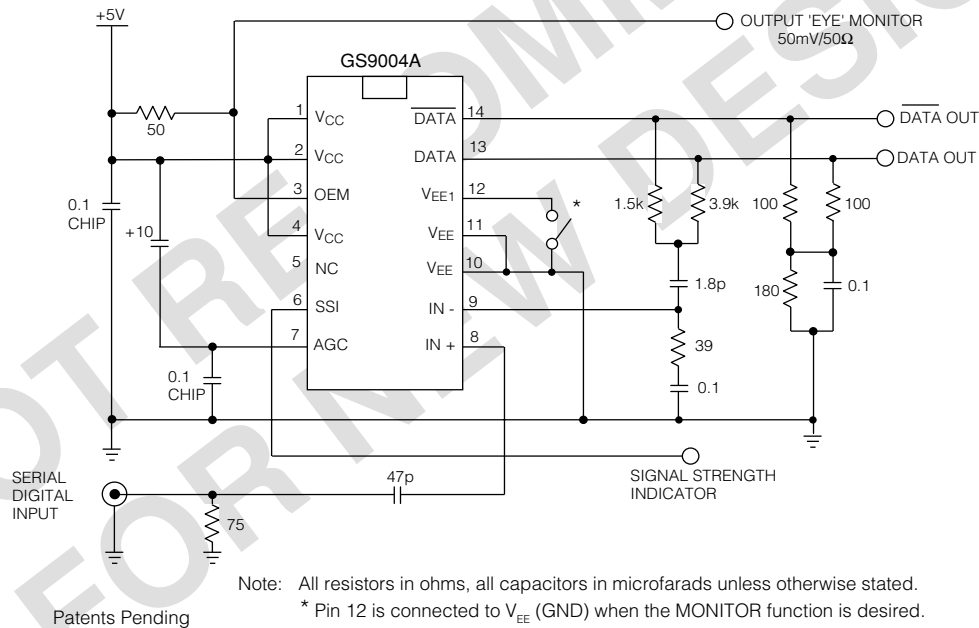 +5V
OUTPUT 'EYE' MONITOR
50mV/50Ω
GS9004A
50
1 VCC
2 VCC
3 OEM
4 VCC
5 NC
6 SSI
7 AGC
DATA 14
DATA 13
VEE1 12
VEE 11
VEE 10
IN - 9
IN + 8
*
DATA OUT
DATA OUT
0.1
CHIP
+10
0.1
CHIP
1.5k
3.9k
100
100
1.8p
180
0.1
39
0.1
SERIAL
DIGITAL
INPUT
47p
75
SIGNAL STRENGTH
INDICATOR
Note: All resistors in ohms, all capacitors in microfarads unless otherwise stated.
* Pin 12 is connected to VEE (GND) when the MONITOR function is desired.
Patents Pending